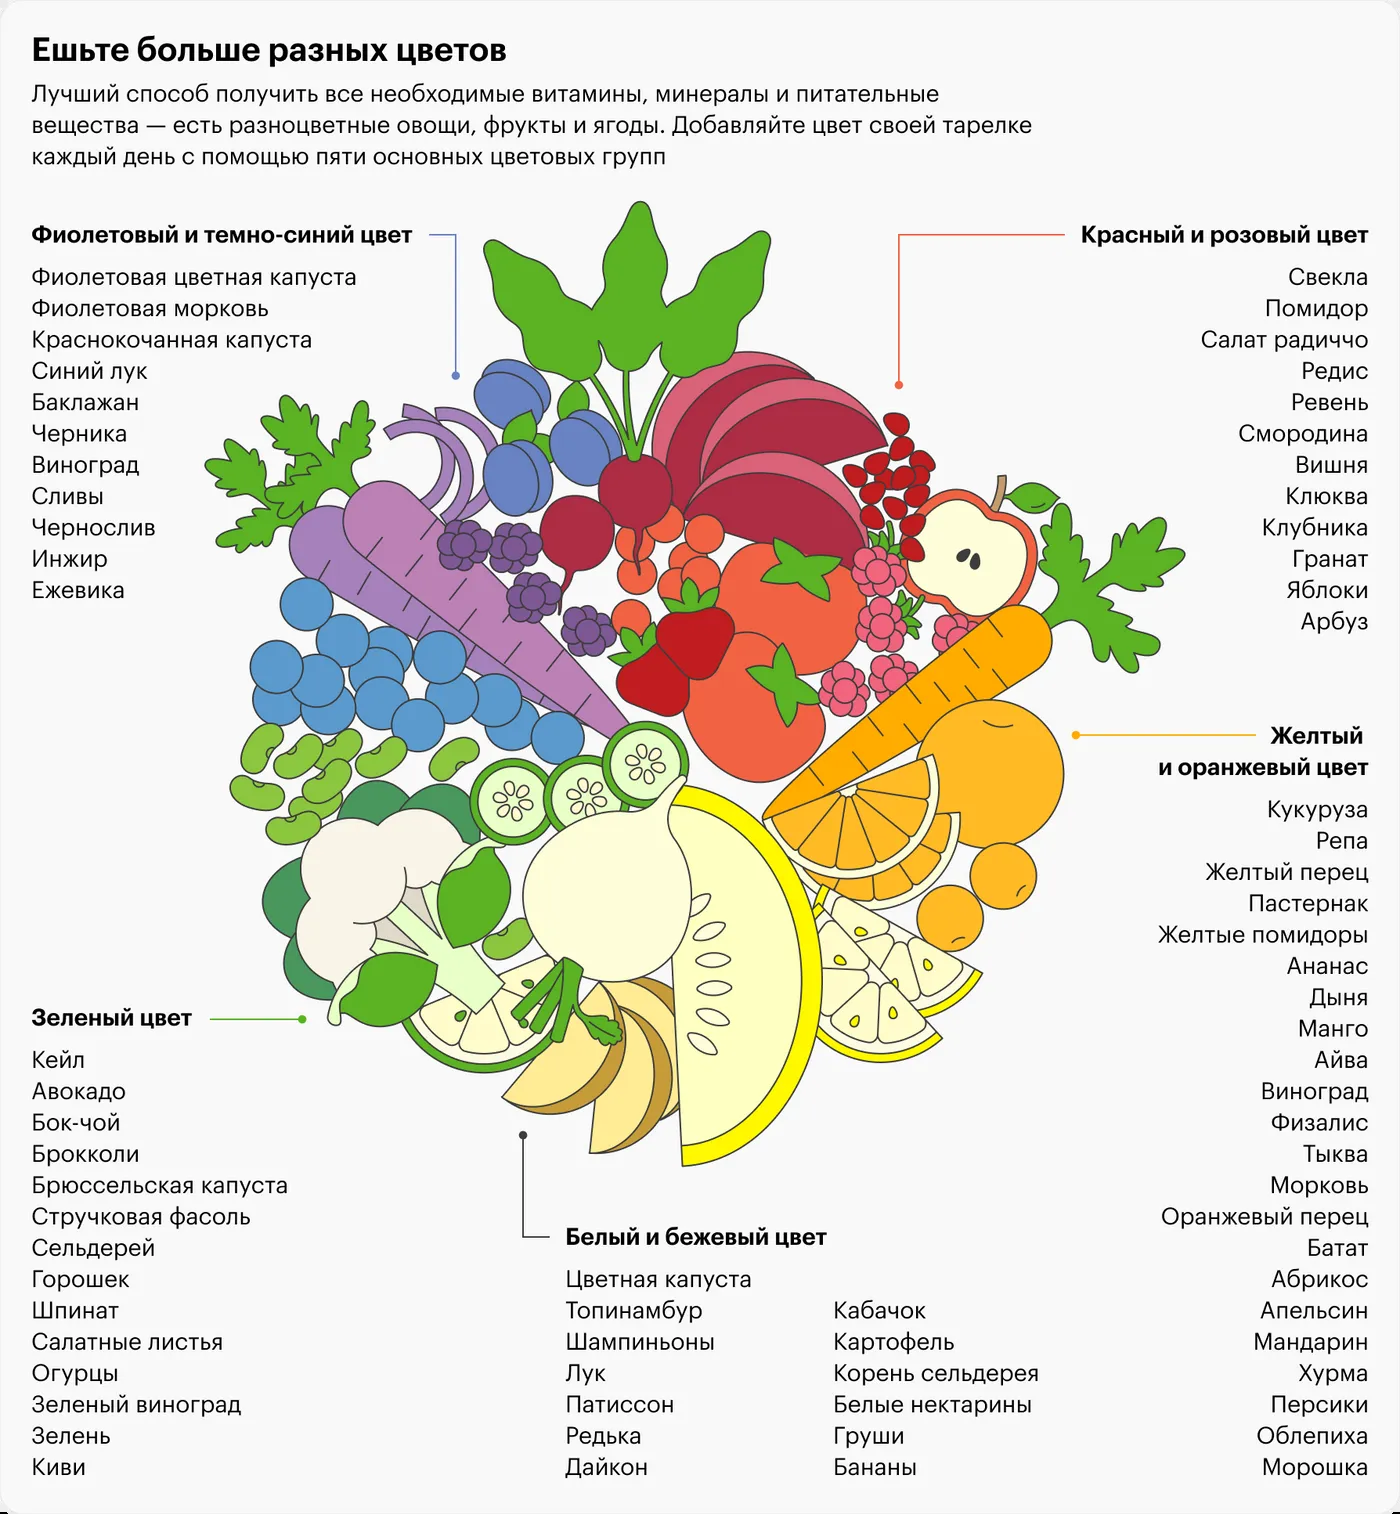 Ешьте больше разных цветов
Лучший способ получить все необходимые витамины, минералы и питательные
вещества — есть разноцветные овощи, фрукты и ягоды. Добавляйте цвет своей тарелке
каждый день с помощью пяти основных цветовых групп
Фиолетовый и темно-синий цвет
Фиолетовая цветная капуста
Фиолетовая морковь
Краснокочанная капуста
Синий лук
Баклажан
Черника
Виноград
Сливы
Чернослив
Инжир
Ежевика
Красный и розовый цвет
Свекла
Помидор
Салат радиччо
Редис
Ревень
Смородина
Вишня
Клюква
Клубника
Гранат
Яблоки
Арбуз
Желтый
и оранжевый цвет
Кукуруза
Репа
Желтый перец
Пастернак
Желтые помидоры
Ананас
Дыня
Манго
Айва
Виноград
Физалис
Тыква
Морковь
Оранжевый перец
Батат
Абрикос
Апельсин
Мандарин
Хурма
Персики
Облепиха
Морошка
Зеленый цвет
Кейл
Авокадо
Бок-чой
Брокколи
Брюссельская капуста
Стручковая фасоль
Сельдерей
Горошек
Шпинат
Салатные листья
Огурцы
Зеленый виноград
Зелень
Киви
Белый и бежевый цвет
Цветная капуста
Топинамбур
Шампиньоны
Лук
Патиссон
Редька
Дайкон
Кабачок
Картофель
Корень сельдерея
Белые нектарины
Груши
Бананы